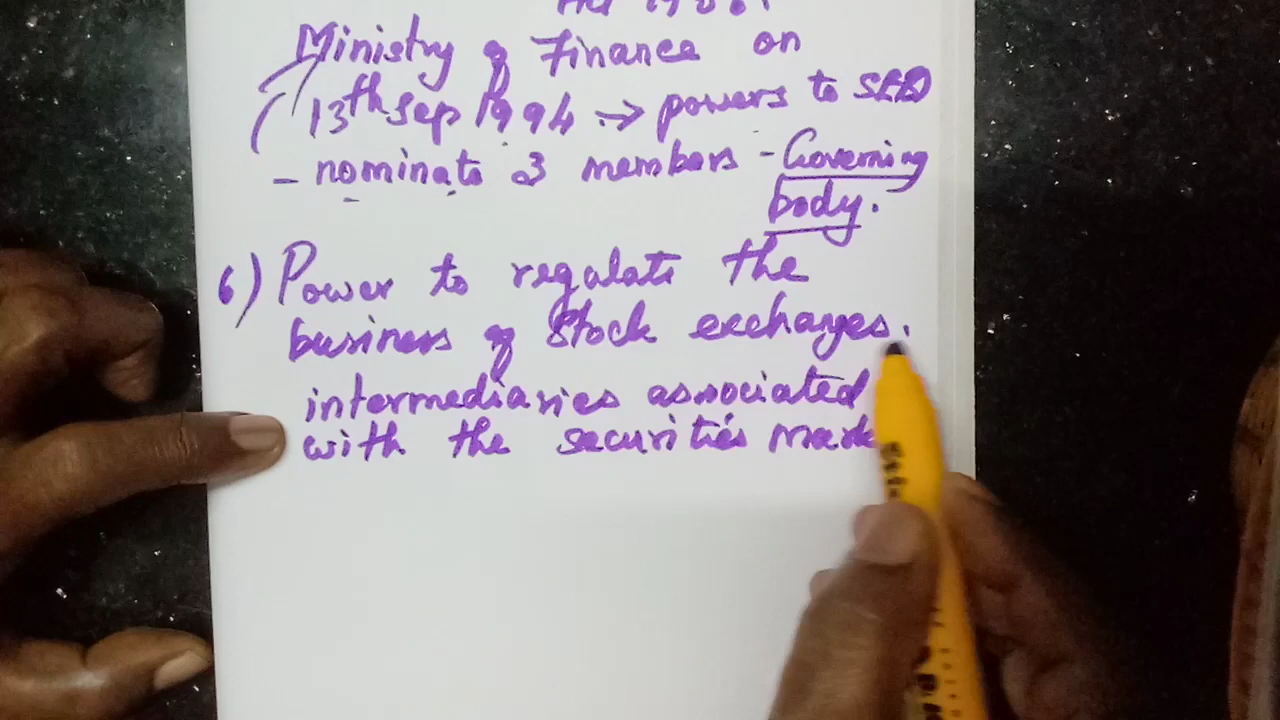 Ministry of Finance on
13th Sep 1994 → powers to SEBI
- nominate 3 members - Governing
body.
6) Power to regulate the
business of Stock exchanges.
intermediaries associated
with the securities